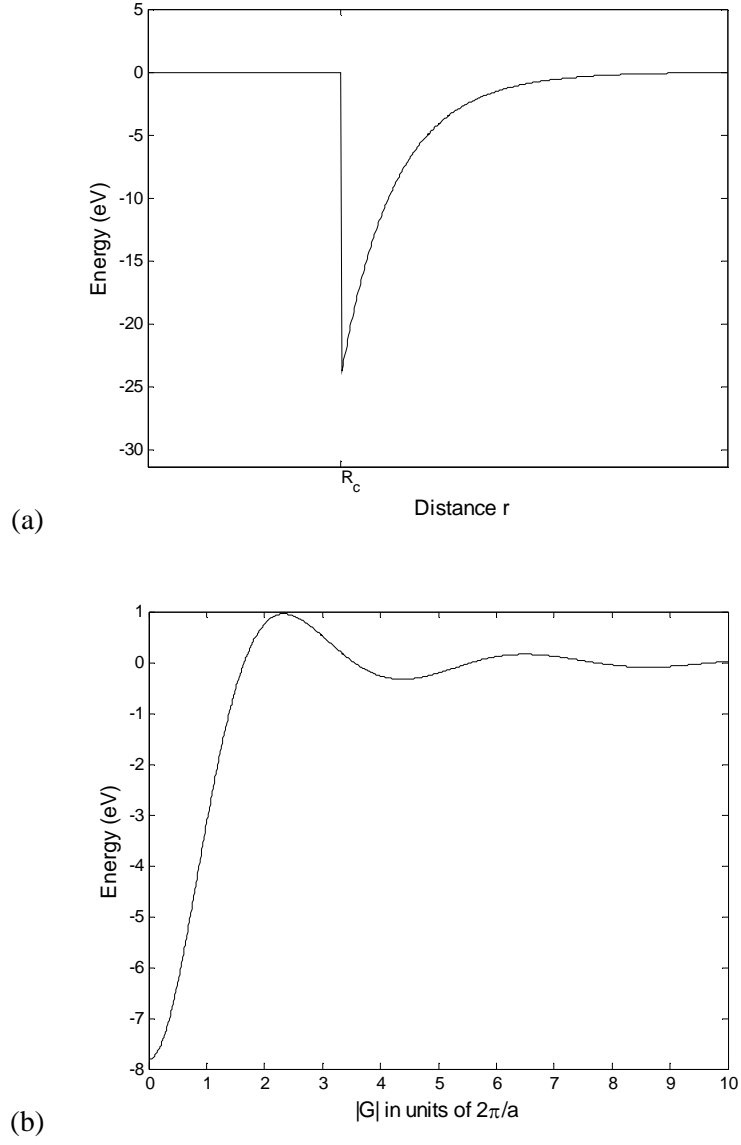 5
0
-5
-10
-15
-20
-25
-30
Energy (eV)
R_c
Distance r
(a)
1
0
-1
-2
-3
-4
-5
-6
-7
-8
Energy (eV)
0 1 2 3 4 5 6 7 8 9 10
|G| in units of 2π/a
(b)